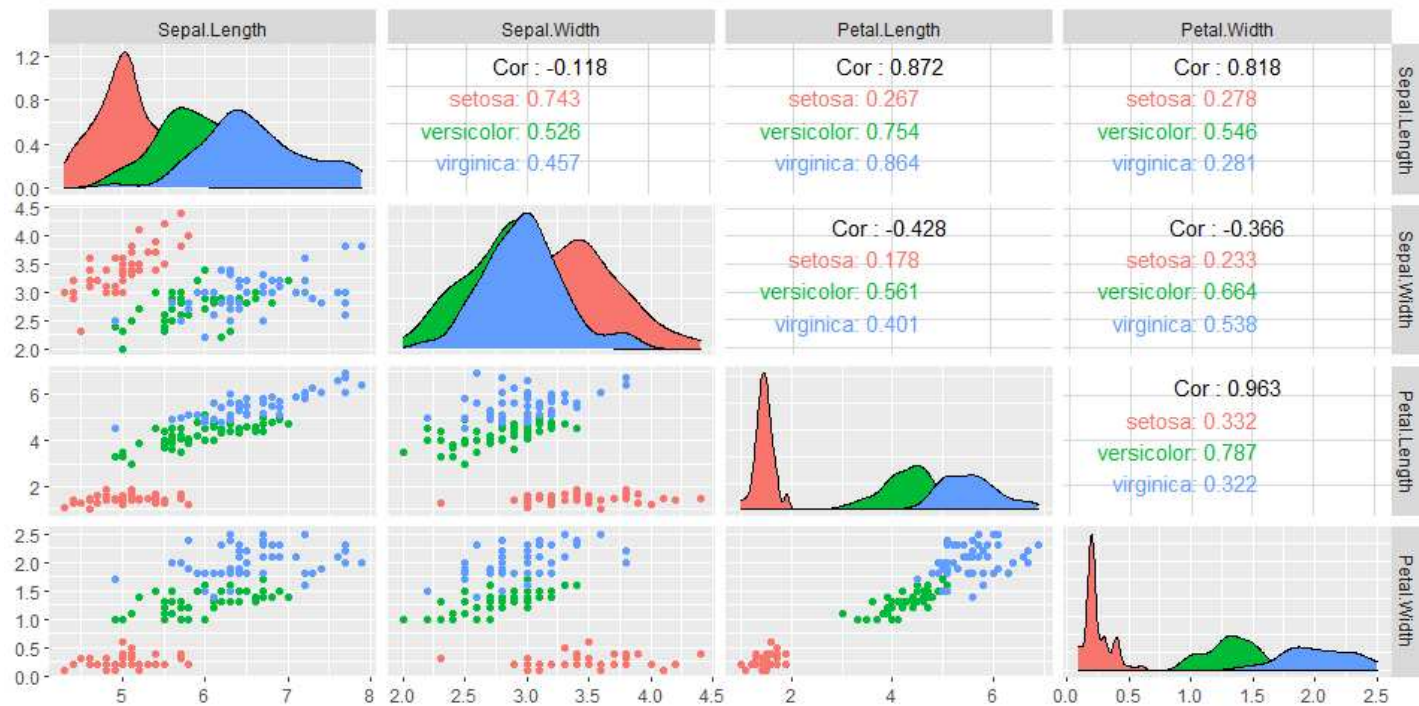 Sepal.Length Sepal.Width Petal.Length Petal.Width
1.2
0.8
0.4
0.0
Cor : -0.118
setosa: 0.743
versicolor: 0.526
virginica: 0.457
Cor : 0.872
setosa: 0.267
versicolor: 0.754
virginica: 0.864
Cor : 0.818
setosa: 0.278
versicolor: 0.546
virginica: 0.281
Sepal.Length
4.5
4.0
3.5
3.0
2.5
2.0
Cor : -0.428
setosa: 0.178
versicolor: 0.561
virginica: 0.401
Cor : -0.366
setosa: 0.233
versicolor: 0.664
virginica: 0.538
Sepal.Width
6
4
2
Cor : 0.963
setosa: 0.332
versicolor: 0.787
virginica: 0.322
Petal.Length
2.5
2.0
1.5
1.0
0.5
0.0
Petal.Width
5 6 7 8 2.0 2.5 3.0 3.5 4.0 4.5 2 4 6 0.0 0.5 1.0 1.5 2.0 2.5